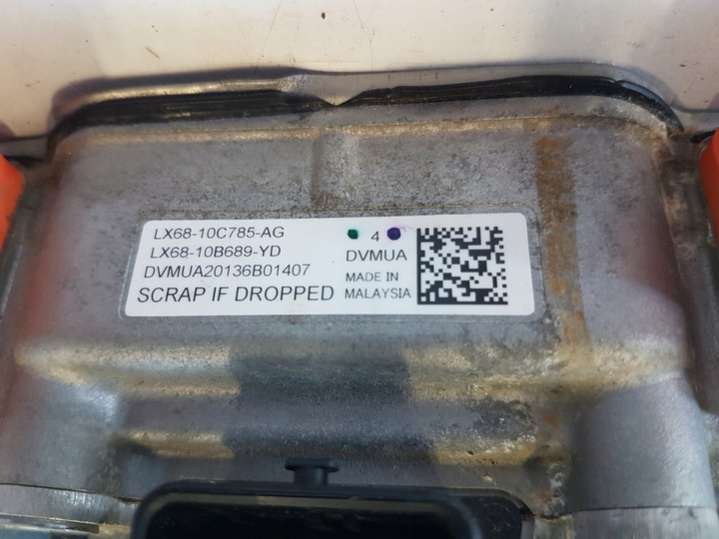 LX68-10C785-AG
LX68-10B689-YD
DVMUA20136B01407
SCRAP IF DROPPED
4
DVMUA
MADE IN
MALAYSIA